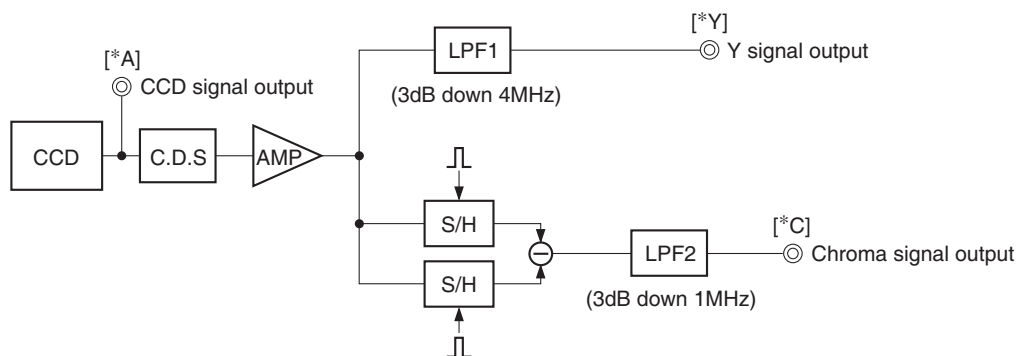 [*Y]
LPF1
Y signal output
(3dB down 4MHz)
[*A]
CCD signal output
CCD
C.D.S
AMP
S/H
[*C]
LPF2
Chroma signal output
S/H
(3dB down 1MHz)